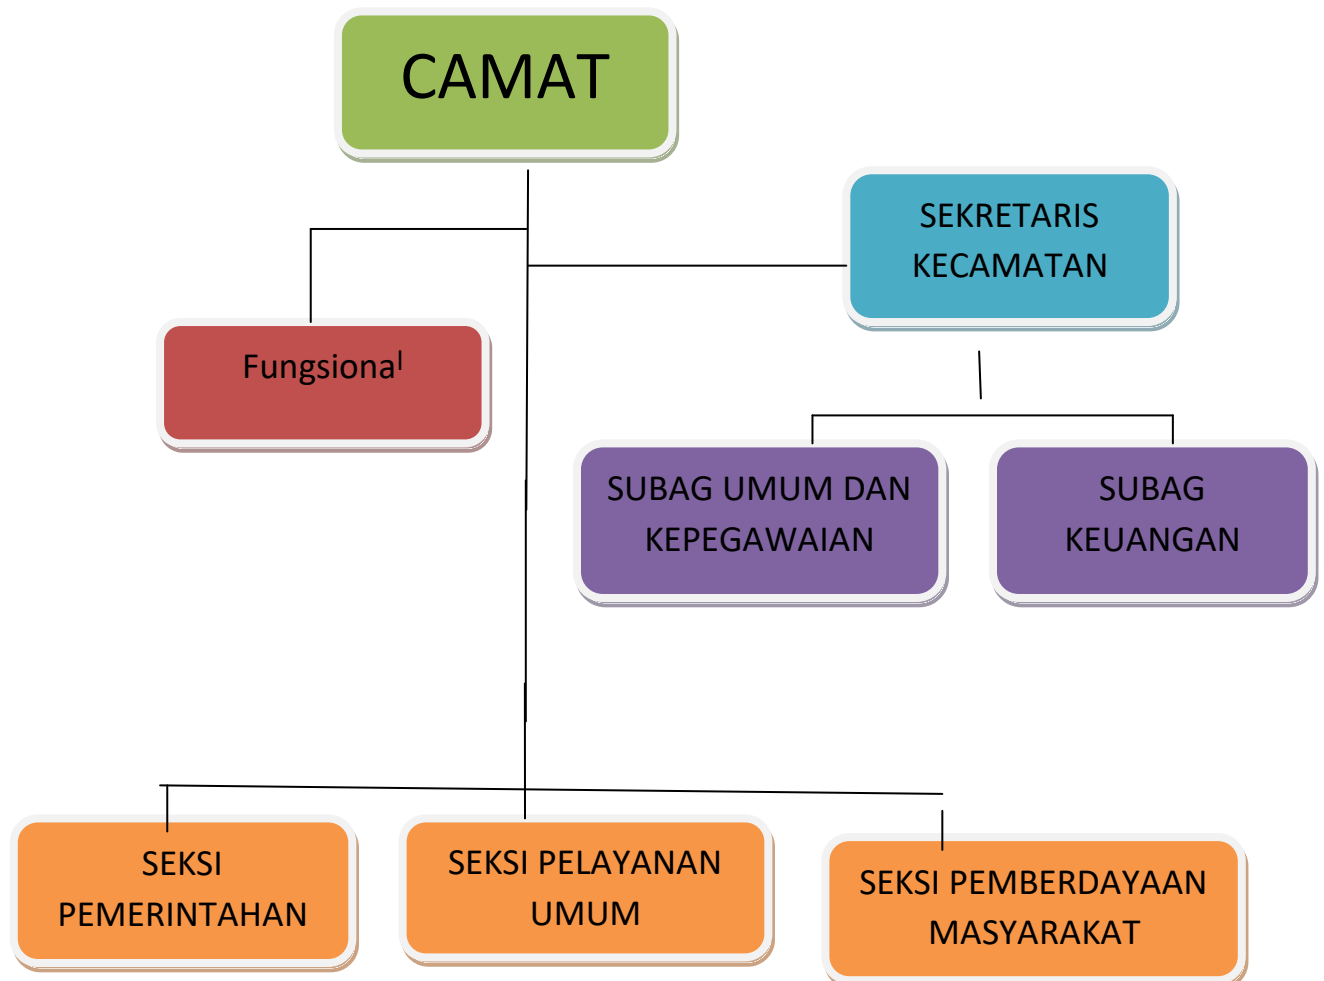 CAMAT
SEKRETARIS
KECAMATAN
Fungsional
SUBAG UMUM DAN
KEPEGAWAIAN
SUBAG
KEUANGAN
SEKSI
PEMERINTAHAN
SEKSI PELAYANAN
UMUM
SEKSI PEMBERDAYAAN
MASYARAKAT